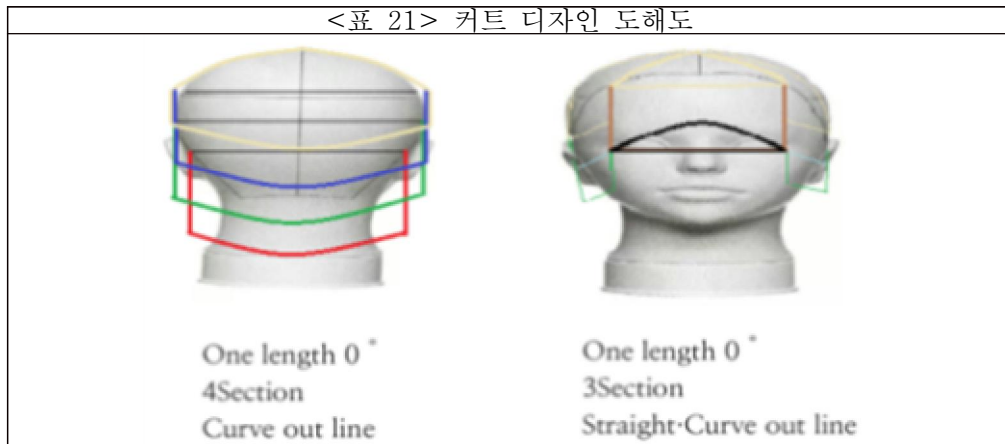 <표 21> 커트 디자인 도해도
One length 0˚
4Section
Curve out line
One length 0˚
3Section
Straight·Curve out line